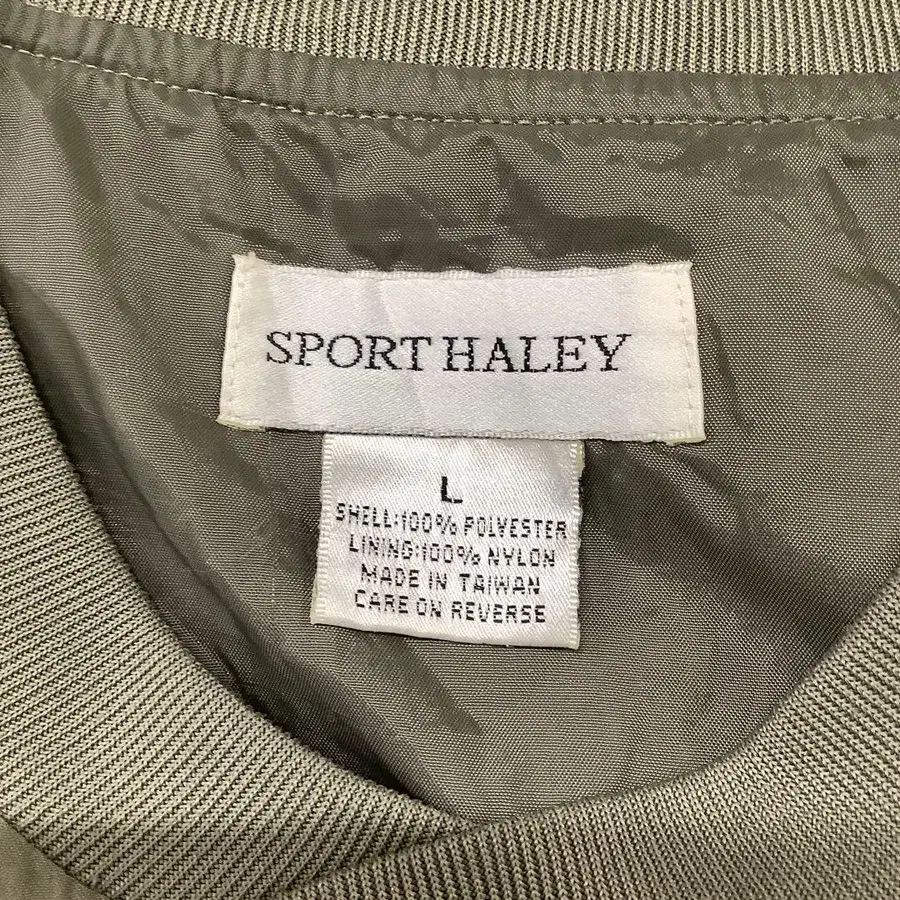 SPORT HALEY
L
SHELL:100% POLYESTER
LINING:100% NYLON
MADE IN TAIWAN
CARE ON REVERSE